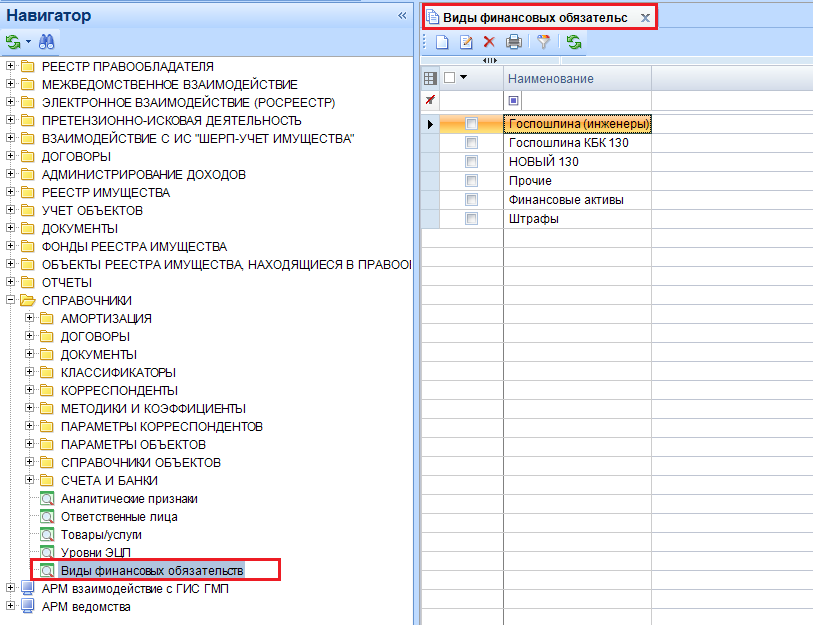 Навигатор
РЕЕСТР ПРАВООБЛАДАТЕЛЯ
МЕЖВЕДОМСТВЕННОЕ ВЗАИМОДЕЙСТВИЕ
ЭЛЕКТРОННОЕ ВЗАИМОДЕЙСТВИЕ (РОСРЕЕСТР)
ПРЕТЕНЗИОННО-ИСКОВАЯ ДЕЯТЕЛЬНОСТЬ
ВЗАИМОДЕЙСТВИЕ С ИС "ШЕРП-УЧЕТ ИМУЩЕСТВА"
ДОГОВОРЫ
АДМИНИСТРИРОВАНИЕ ДОХОДОВ
РЕЕСТР ИМУЩЕСТВА
УЧЕТ ОБЪЕКТОВ
ДОКУМЕНТЫ
ФОНДЫ РЕЕСТРА ИМУЩЕСТВА
ОБЪЕКТЫ РЕЕСТРА ИМУЩЕСТВА, НАХОДЯЩИЕСЯ В ПРАВООІ
ОТЧЕТЫ
СПРАВОЧНИКИ
АМОРТИЗАЦИЯ
ДОГОВОРЫ
ДОКУМЕНТЫ
КЛАССИФИКАТОРЫ
КОРРЕСПОНДЕНТЫ
МЕТОДИКИ И КОЭФФИЦИЕНТЫ
ПАРАМЕТРЫ КОРРЕСПОНДЕНТОВ
ПАРАМЕТРЫ ОБЪЕКТОВ
СПРАВОЧНИКИ ОБЪЕКТОВ
СЧЕТА И БАНКИ
Аналитические признаки
Ответственные лица
Товары/услуги
Уровни ЭЦП
Виды финансовых обязательств
АРМ взаимодействие с ГИС ГМП
АРМ ведомства
Виды финансовых обязательс
Наименование
Госпошлина (инженеры)
Госпошлина КБК 130
НОВЫЙ 130
Прочие
Финансовые активы
Штрафы